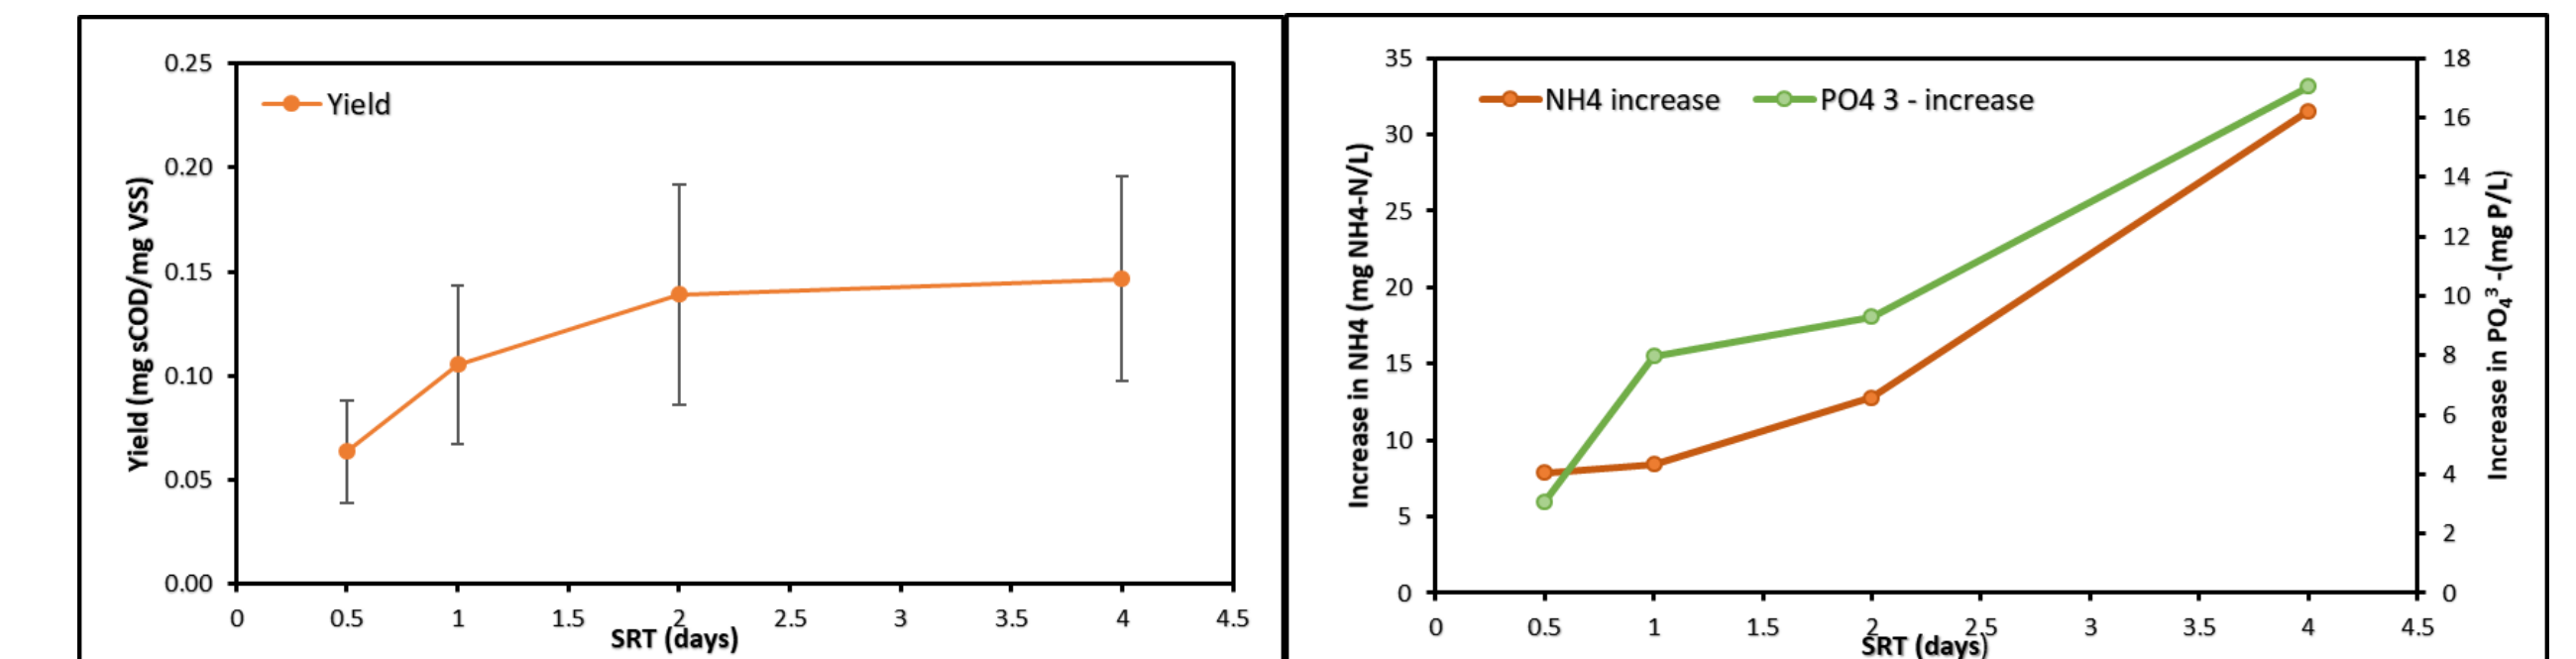 0.25
0.20
0.15
0.10
0.05
0.00
Yield (mg sCOD/mg VSS)
Yield
0 0.5 1 1.5 2 2.5 3 3.5 4 4.5
SRT (days)
35
30
25
20
15
10
5
0
Increase in NH4 (mg NH4-N/L)
NH4 increase PO4 3 - increase
18
16
14
12
10
8
6
4
2
0
Increase in PO₄³ -(mg P/L)
0 0.5 1 1.5 2 2.5 3 3.5 4 4.5
SRT (days)